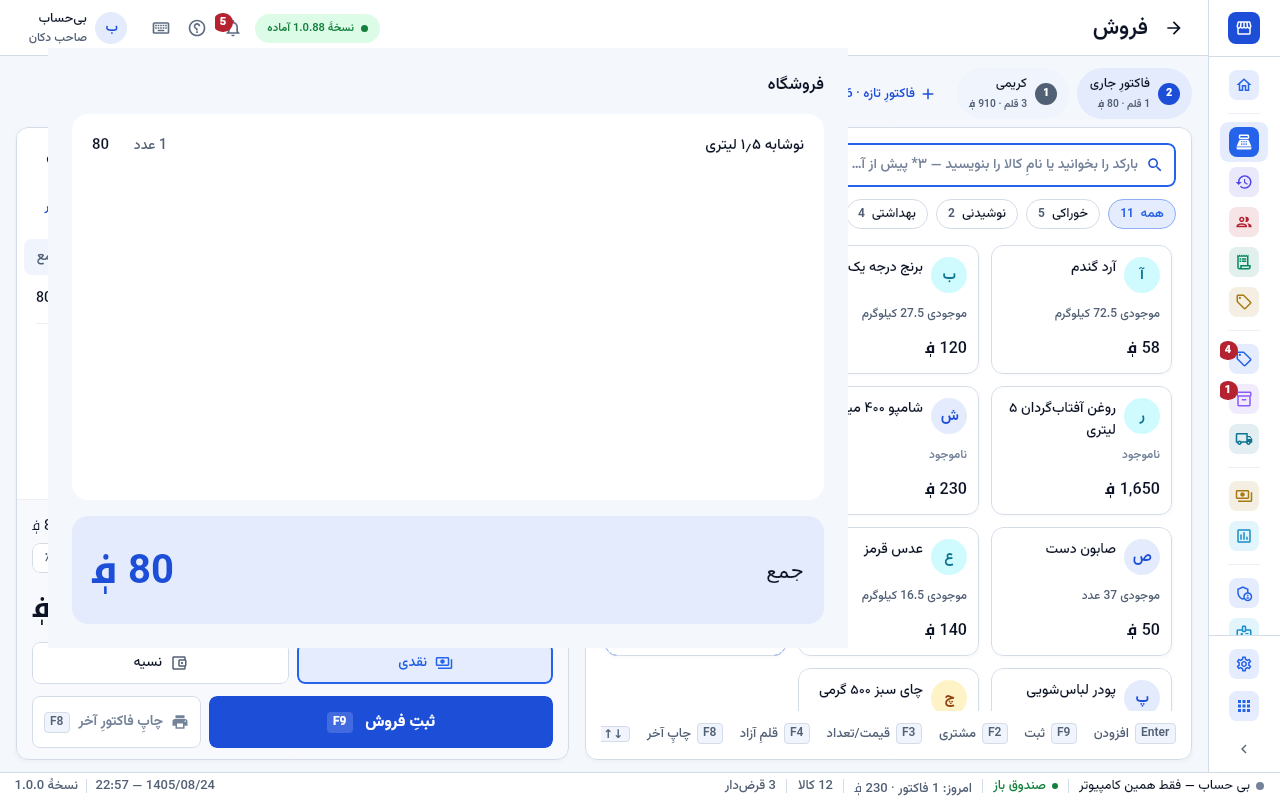 فروش
نسخهٔ 1.0.88 آماده
5
بی‌حساب
صاحب دکان
ب
2
فاکتورِ جاری
1 قلم · 80 ؋
1
کریمی
3 قلم · 910 ؋
فاکتورِ تازه
بارکد را بخوانید یا نامِ کالا را بنویسید — ۳* پیش از آ...
همه 11
خوراکی 5
نوشیدنی 2
بهداشتی 4
آ
آرد گندم
موجودی 72.5 کیلوگرم
58 ؋
ب
برنج درجه یک
موجودی 27.5 کیلوگرم
120 ؋
ر
روغن آفتاب‌گردان ۵
لیتری
ناموجود
1,650 ؋
ش
شامپو ۴۰۰
ناموجود
230 ؋
ص
صابون دست
موجودی 37 عدد
50 ؋
ع
عدس قرمز
موجودی 16.5 کیلوگرم
140 ؋
پ
پودر لباس‌شویی
چ
چای سبز ۵۰۰ گرمی
Enter افزودن
F9 ثبت
F2 مشتری
F3 قیمت/تعداد
F4 قلمِ آزاد
F8 چاپِ آخر
↑↓
فروشگاه
نوشابه ۱٫۵ لیتری
1 عدد
80
جمع
80 ؋
80
؋
نقدی
نسیه
ثبتِ فروش F9
چاپِ فاکتورِ آخر F8
4
1
بی حساب — فقط همین کامپیوتر
صندوق باز
امروز: 1 فاکتور · 230 ؋
12 کالا
3 قرض‌دار
1405/08/24 — 22:57
نسخهٔ 1.0.0